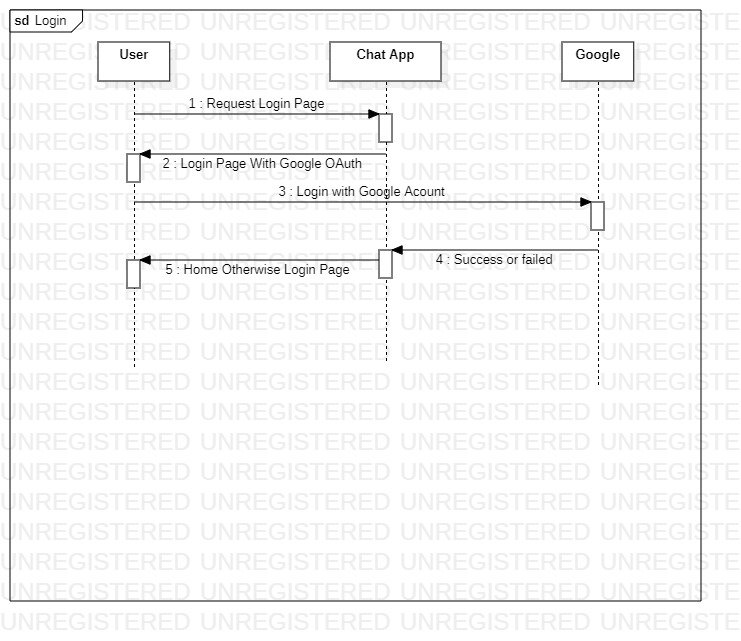 sd Login
User
Chat App
Google
1 : Request Login Page
2 : Login Page With Google OAuth
3 : Login with Google Acount
4 : Success or failed
5 : Home Otherwise Login Page
UNREGISTERED UNREGISTERED UNREGISTERED UNREGISTE